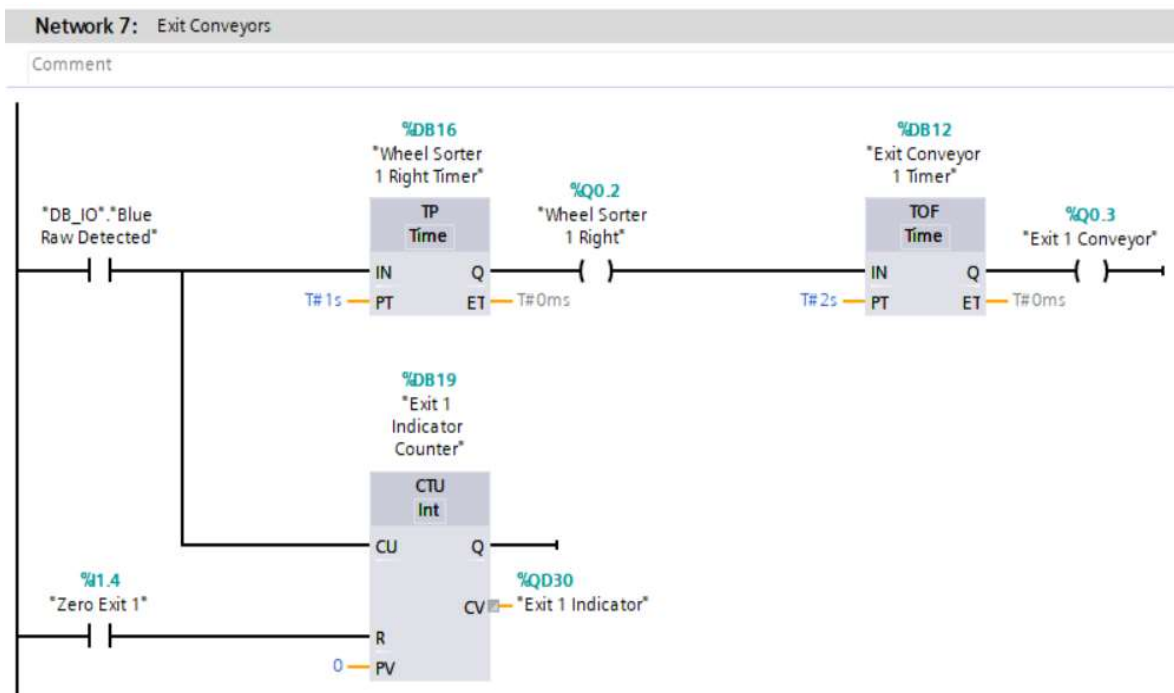 Network 7: Exit Conveyors
Comment
%DB16
"Wheel Sorter
1 Right Timer"
%DB12
"Exit Conveyor
1 Timer"
"DB_IO"."Blue
Raw Detected"
TP
Time
%Q0.2
"Wheel Sorter
1 Right"
TOF
Time
%Q0.3
"Exit 1 Conveyor"
IN Q
IN Q
T#1s PT ET T#0ms
T#2s PT ET T#0ms
%DB19
"Exit 1
Indicator
Counter"
CTU
Int
CU Q
%I1.4
"Zero Exit 1"
%QD30
CV "Exit 1 Indicator"
R
0 PV